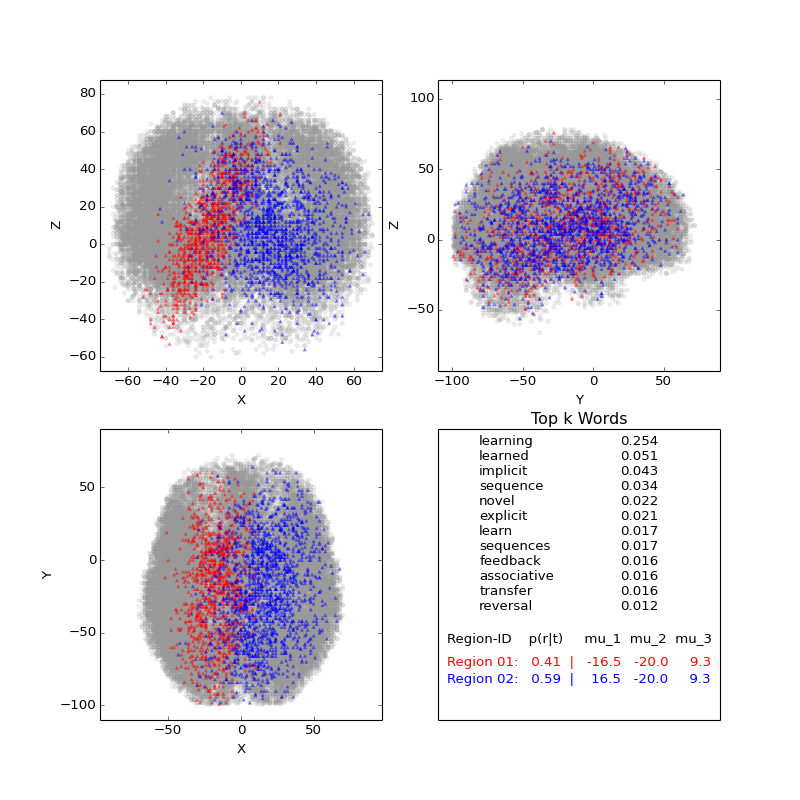 80
60
40
20
0
−20
−40
−60
Z
−60 −40 −20 0 20 40 60
X
100
50
0
−50
Z
−100 −50 0 50
Y
50
0
−50
−100
Y
−50 0 50
X
Top k Words
learning 0.254
learned 0.051
implicit 0.043
sequence 0.034
novel 0.022
explicit 0.021
learn 0.017
sequences 0.017
feedback 0.016
associative 0.016
transfer 0.016
reversal 0.012
Region-ID p(r|t) mu_1 mu_2 mu_3
Region 01: 0.41 | -16.5 -20.0 9.3
Region 02: 0.59 | 16.5 -20.0 9.3